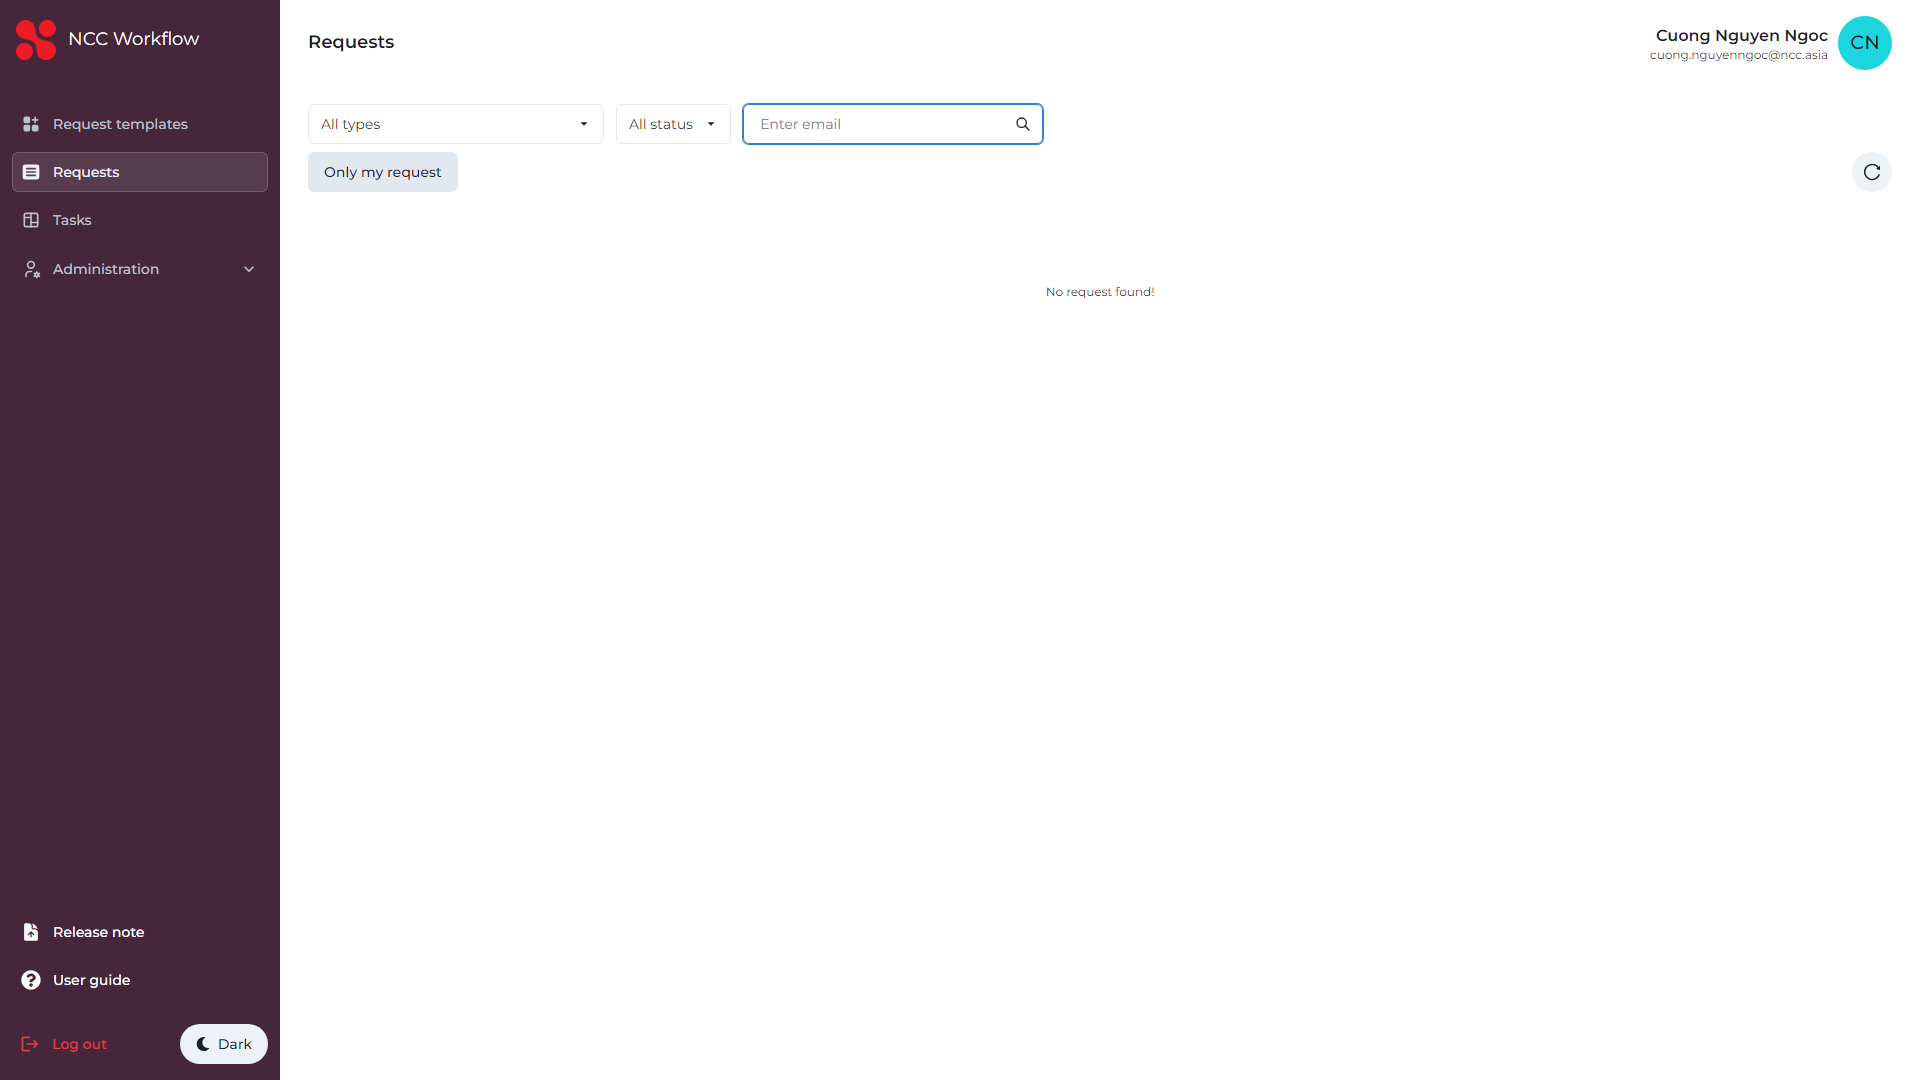 NCC Workflow
Request templates
Requests
Tasks
Administration
Release note
User guide
Log out
Dark
Requests
Cuong Nguyen Ngoc
cuong.nguyenngoc@ncc.asia
CN
All types
All status
Enter email
Only my request
No request found!